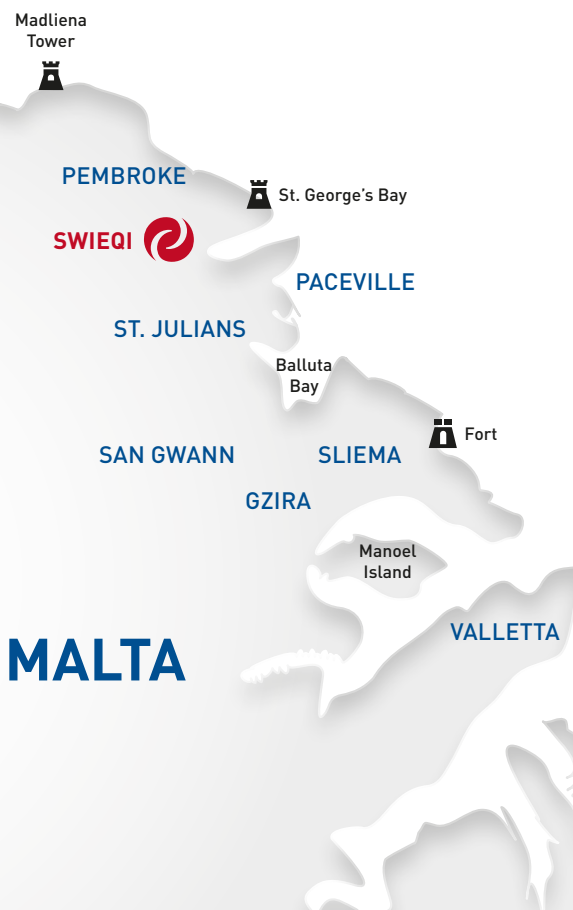 Madliena
Tower
PEMBROKE
St. George's Bay
SWIEQI
PACEVILLE
ST. JULIANS
Balluta
Bay
Fort
SAN GWANN
SLIEMA
GZIRA
Manoel
Island
VALLETTA
MALTA